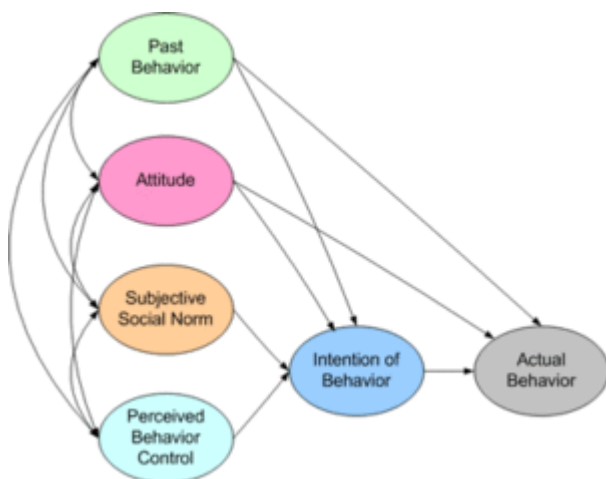 Past
Behavior
Attitude
Subjective
Social Norm
Intention of
Behavior
Actual
Behavior
Perceived
Behavior
Control